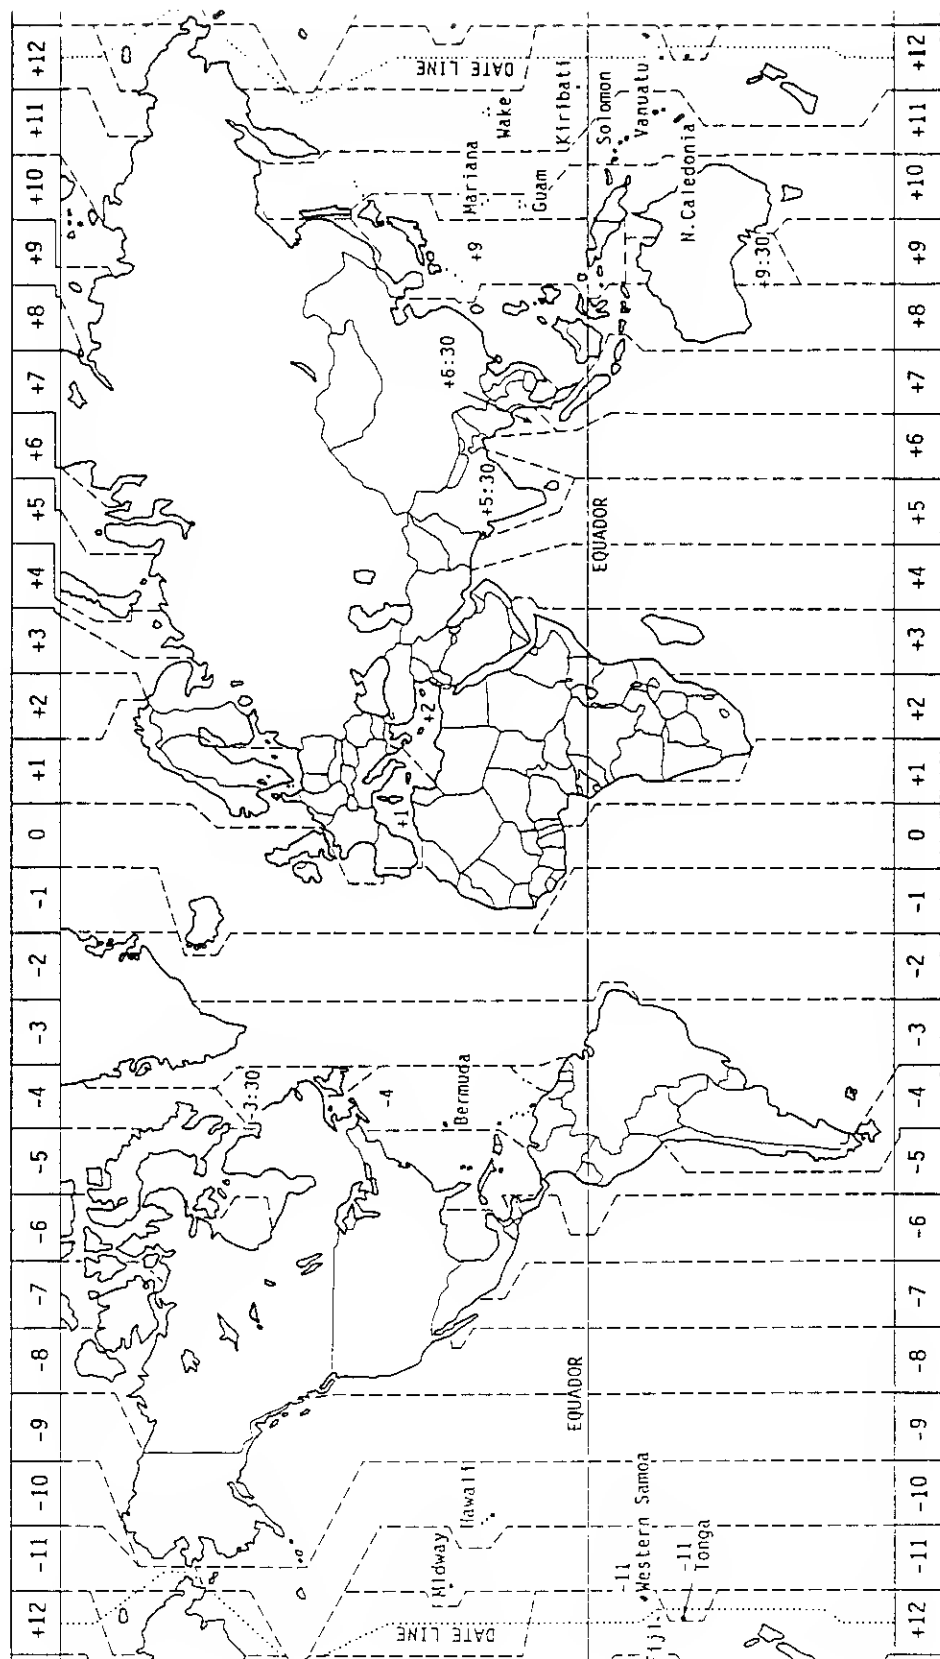 +12 -11 -10 -9 -8 -7 -6 -5 -4 -3 -2 -1 0 +1 +2 +3 +4 +5 +6 +7 +8 +9 +10 +11 +12
-3:30
-4
Bermuda
Midway
Hawaii
DATE LINE
EQUADOR
-11
Western Samoa
-11
Tonga
+1
+2
+5:30
+6:30
+9
Mariana
Guam
Wake
DATE LINE
Kiribati
EQUADOR
Solomon
Vanuatu
N.Caledonia
+9:30
+12 -11 -10 -9 -8 -7 -6 -5 -4 -3 -2 -1 0 +1 +2 +3 +4 +5 +6 +7 +8 +9 +10 +11 +12